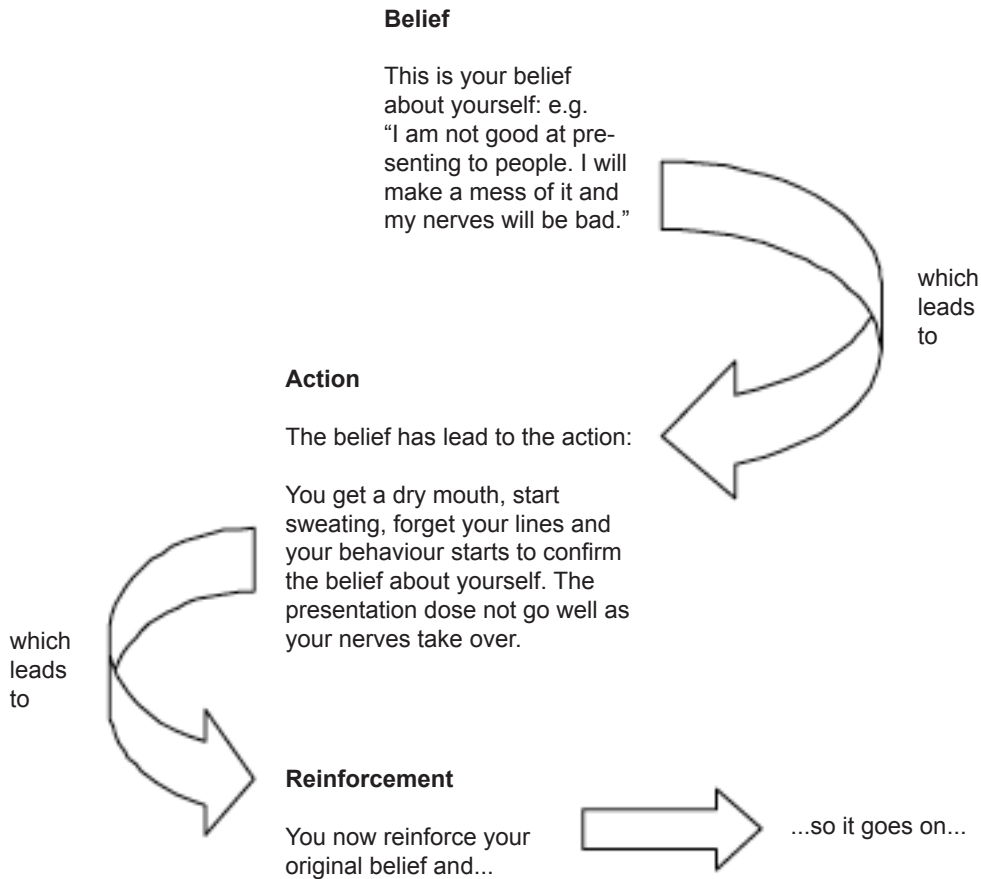 Belief
This is your belief
about yourself: e.g.
“I am not good at pre-
senting to people. I will
make a mess of it and
my nerves will be bad.”
which
leads
to
Action
The belief has lead to the action:
You get a dry mouth, start
sweating, forget your lines and
your behaviour starts to confirm
the belief about yourself. The
presentation dose not go well as
your nerves take over.
which
leads
to
Reinforcement
You now reinforce your
original belief and...
...so it goes on...